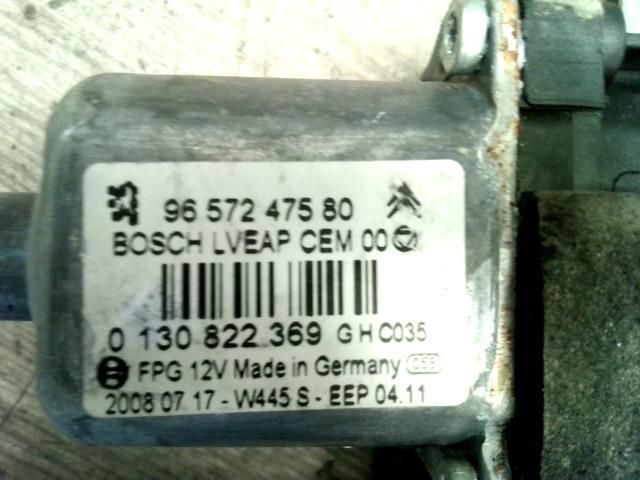 96 572 475 80
BOSCH LVEAP CEM 00
0 130 822 369 G H C035
FPG 12V Made in Germany
2008 07 17 - W445 S - EEP 04.11